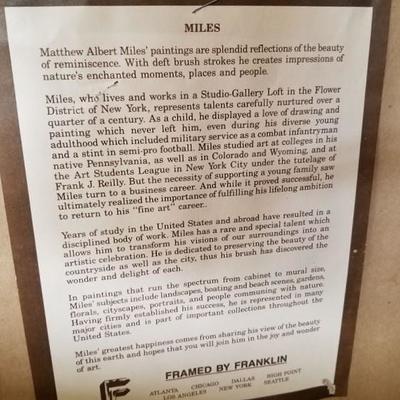 MILES
Matthew Albert Miles' paintings are splendid reflections of the beauty
of reminiscence. With deft brush strokes he creates impressions of
nature's enchanted moments, places and people.
Miles, who lives and works in a Studio-Gallery Loft in the Flower
District of New York, represents talents carefully nurtured over a
quarter of a century. As a child, he displayed a love of drawing and
painting which never left him, even during his diverse young
adulthood which included military service as a combat infantryman
and a stint in semi-pro football. Miles studied art at colleges in his
native Pennsylvania, as well as in Colorado and Wyoming, and at
the Art Students League in New York City under the tutelage of
Frank J. Reilly. But the necessity of supporting a young family saw
Miles turn to a business career. And while it proved successful, he
ultimately realized the importance of fulfilling his lifelong ambition
to return to his "fine art" career.
Years of study in the United States and abroad have resulted in a
disciplined body of work. Miles has a rare and special talent which
allows him to transform his visions of our surroundings into an
artistic celebration. He is dedicated to preserving the beauty of the
countryside as well as the city, thus his brush has discovered the
wonder and delight of each.
In paintings that run the spectrum from cabinet to mural size,
Miles' subjects include landscapes, boating and beach scenes, gardens,
florals, cityscapes, portraits, and people communing with nature.
Having firmly established his success, he is represented in many
major cities and is part of important collections throughout the
United States.
Miles' greatest happiness comes from sharing his view of the beauty
of this earth and hopes that you will join him in the joy and wonder
of art.
FRAMED BY FRANKLIN
ATLANTA CHICAGO DALLAS HIGH POINT
LOS ANGELES NEW YORK SEATTLE